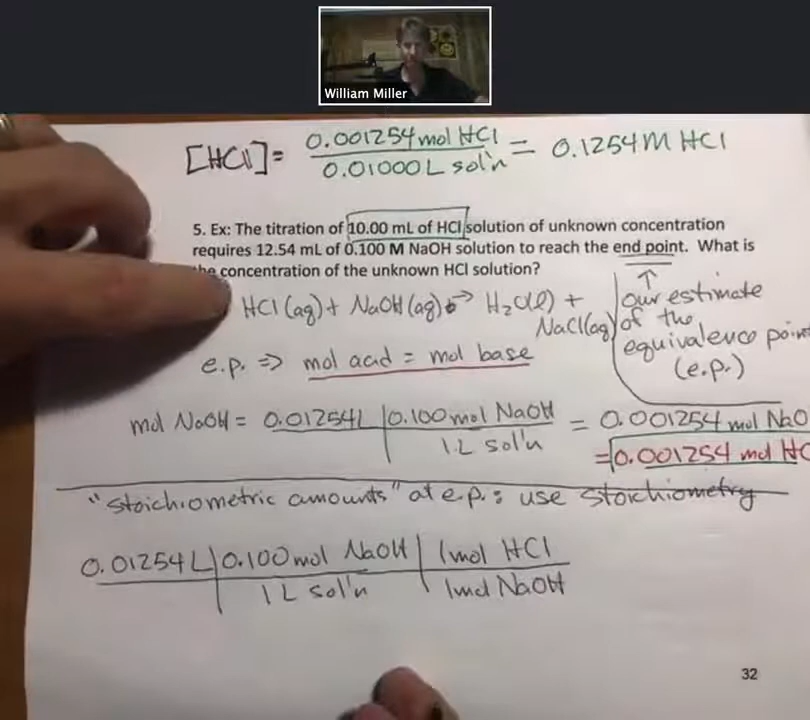 William Miller
[HCl] = 0.001254 mol HCl / 0.01000 L sol'n = 0.1254 M HCl
5. Ex: The titration of 10.00 mL of HCl solution of unknown concentration
requires 12.54 mL of 0.100 M NaOH solution to reach the end point. What is
the concentration of the unknown HCl solution?
HCl (aq) + NaOH (aq) → H₂O(l) +
NaCl(aq)
↑
our estimate
of the
equivalence poin
(e.p.)
e.p. => mol acid = mol base
mol NaOH = 0.01254L | 0.100 mol NaOH / 1L sol'n = 0.001254 mol NaO
= 0.001254 mol HC
"stoichiometric amounts" at e.p.: use stoichiometry
0.01254 L | 0.100 mol NaOH / 1 L sol'n | 1 mol HCl / 1 mol NaOH
32